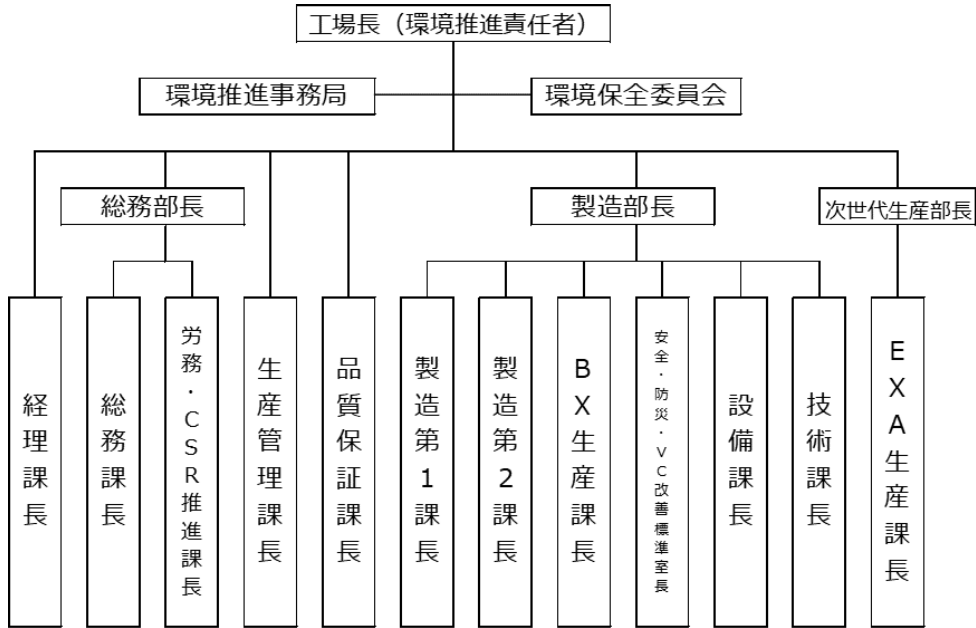 工場長（環境推進責任者）
環境推進事務局
環境保全委員会
総務部長
製造部長
次世代生産部長
経理課長
総務課長
労務・CSR推進課長
生産管理課長
品質保証課長
製造第1課長
製造第2課長
BX生産課長
安全・防災・VC改善標準室長
設備課長
技術課長
EXA生産課長